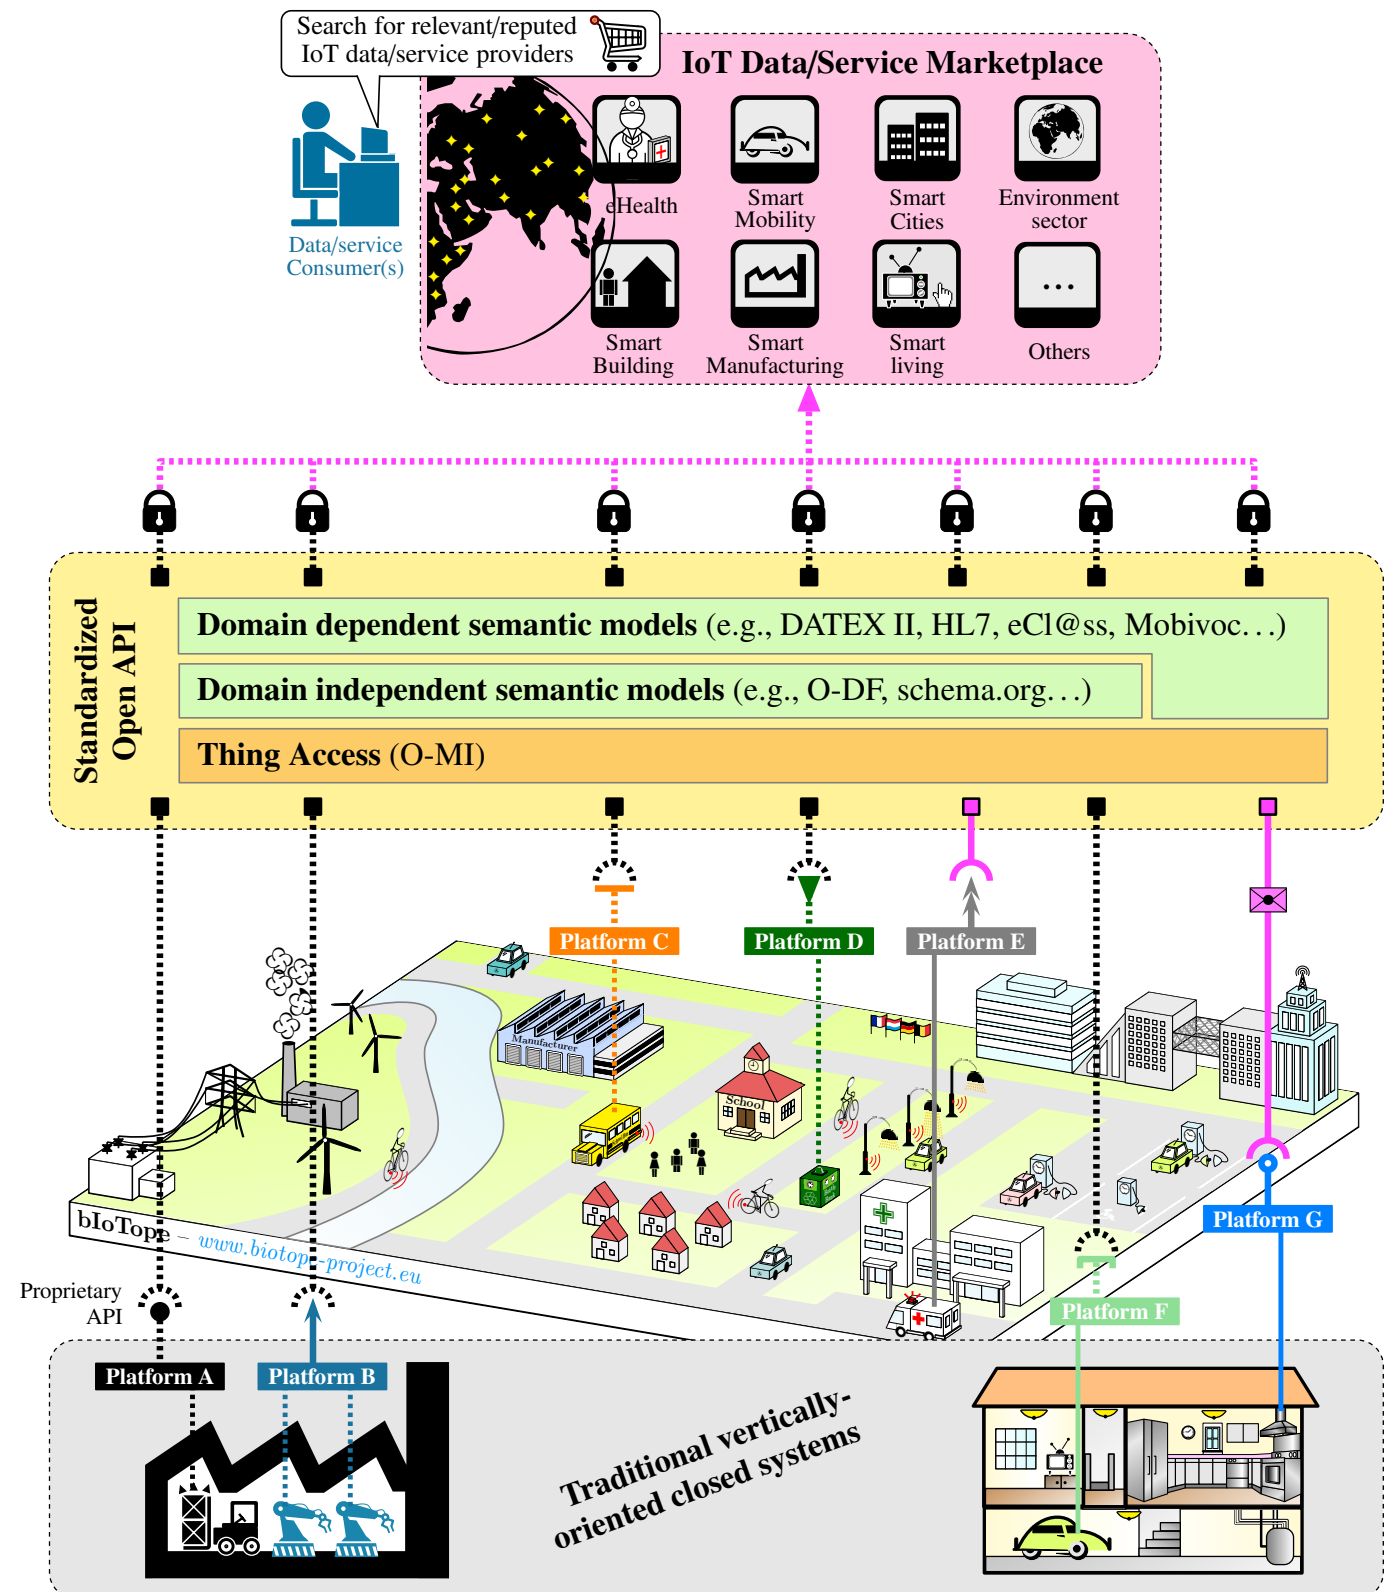 Search for relevant/reputed
IoT data/service providers
IoT Data/Service Marketplace
eHealth
Smart
Mobility
Smart
Cities
Environment
sector
Data/service
Consumer(s)
Smart
Building
Smart
Manufacturing
Smart
living
Others
Standardized
Open API
Domain dependent semantic models (e.g., DATEX II, HL7, eCl@ss, Mobivoc...)
Domain independent semantic models (e.g., O-DF, schema.org...)
Thing Access (O-MI)
Platform C
Platform D
Platform E
Manufacturer
School
Platform G
bIoTope – www.biotope-project.eu
Proprietary
API
Platform F
Platform A
Platform B
Traditional vertically-
oriented closed systems